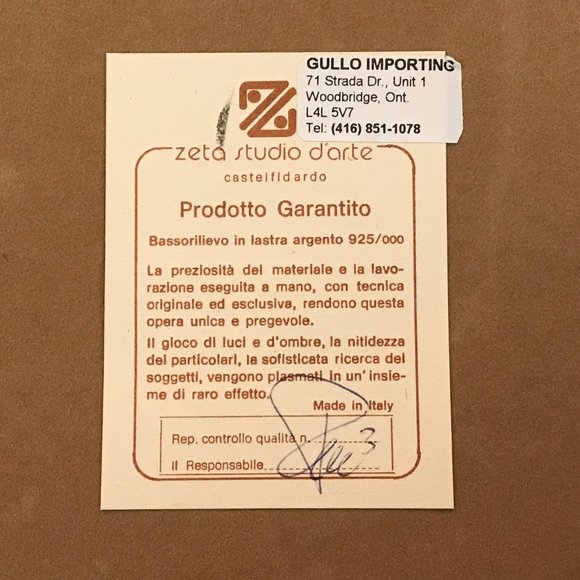 GULLO IMPORTING
71 Strada Dr., Unit 1
Woodbridge, Ont.
L4L 5V7
Tel: (416) 851-1078
zeta studio d'arte
castelfidardo
Prodotto Garantito
Bassorilievo in lastra argento 925/000
La preziosità del materiale e la lavo-
razione eseguita a mano, con tecnica
originale ed esclusiva, rendono questa
opera unica e pregevole.
Il gioco di luci e d'ombre, la nitidezza
dei particolari, la sofisticata ricerca dei
soggetti, vengono plasmati in un'insie-
me di raro effetto.
Made in Italy
Rep. controllo qualità n.
Il Responsabile